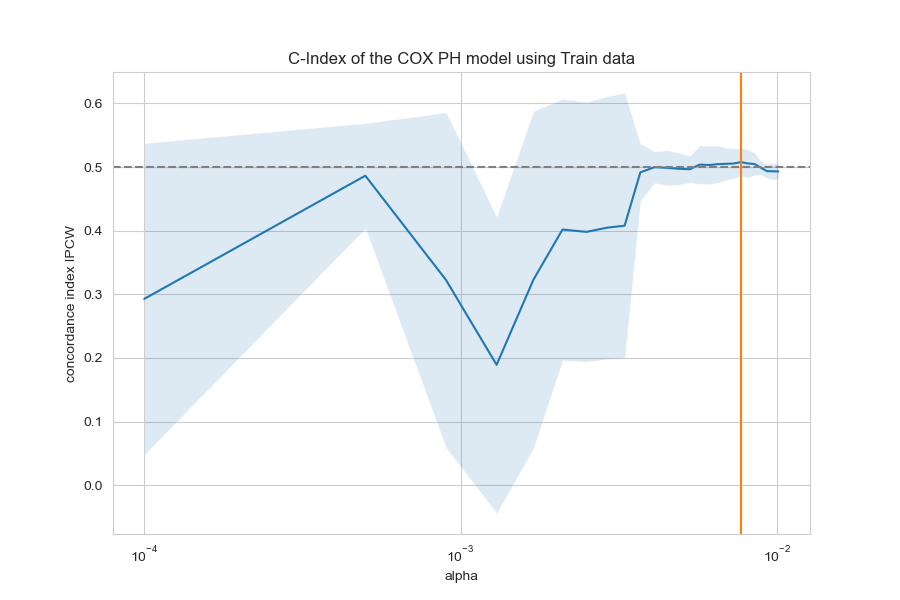 C-Index of the COX PH model using Train data
concordance index IPCW
0.6
0.5
0.4
0.3
0.2
0.1
0.0
10⁻⁴ 10⁻³ 10⁻²
alpha